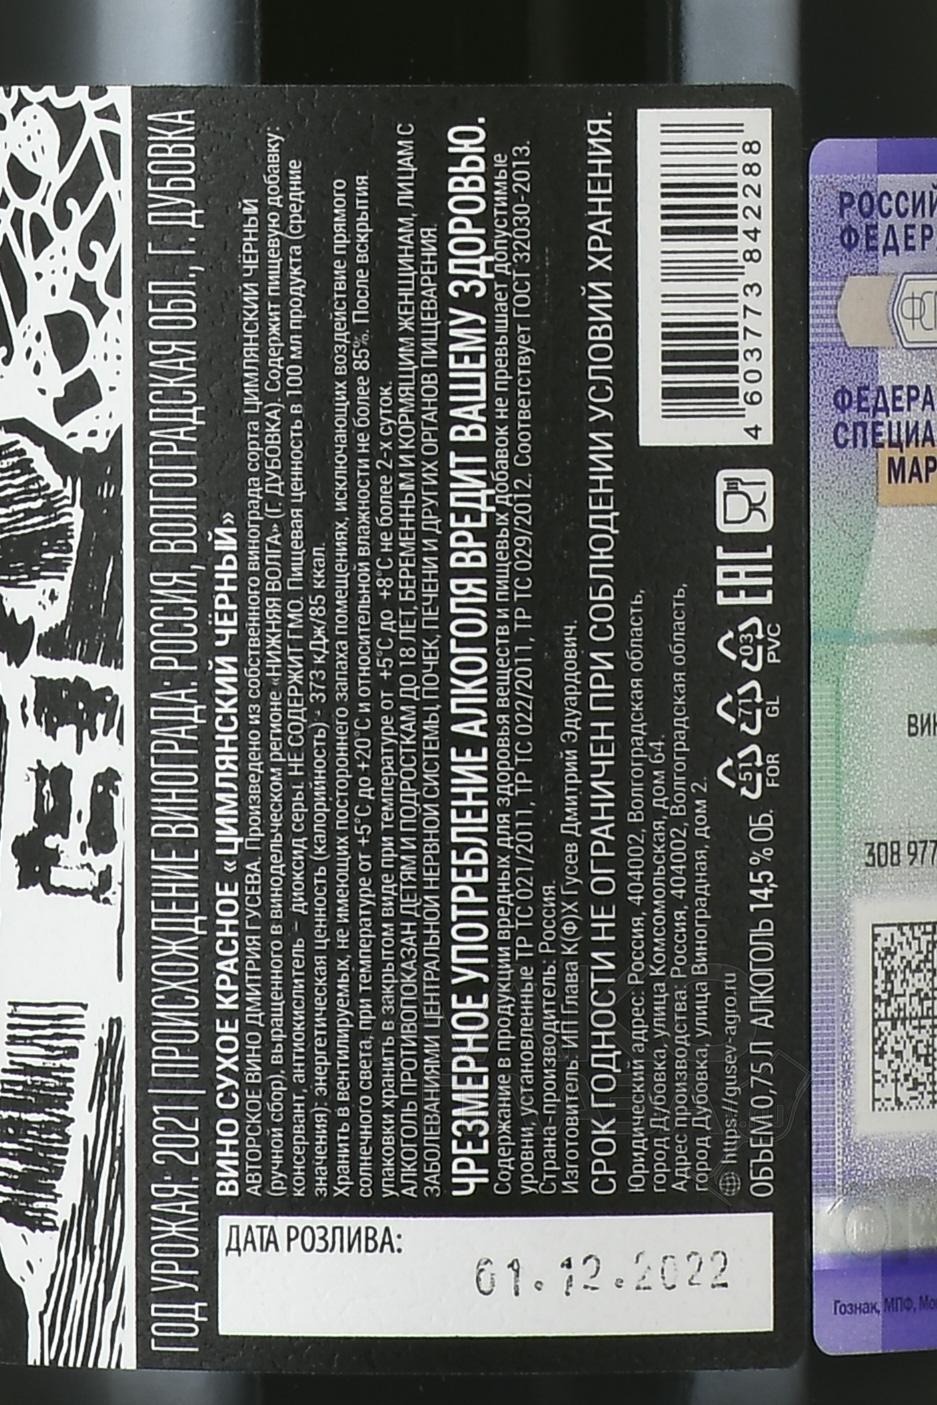 ГОД УРОЖАЯ: 2021 | ПРОИСХОЖДЕНИЕ ВИНОГРАДА: РОССИЯ, ВОЛГОГРАДСКАЯ ОБЛ., Г. ДУБОВКА
ВИНО СУХОЕ КРАСНОЕ «ЦИМЛЯНСКИЙ ЧЁРНЫЙ»
АВТОРСКОЕ ВИНО ДМИТРИЯ ГУСЕВА. Произведено из собственного винограда сорта ЦИМЛЯНСКИЙ ЧЁРНЫЙ
(ручной сбор), выращенного в винодельческом регионе «НИЖНЯЯ ВОЛГА» (Г. ДУБОВКА). Содержит пищевую добавку:
консервант, антиокислитель – диоксид серы. НЕ СОДЕРЖИТ ГМО. Пищевая ценность в 100 мл продукта (средние
значения): энергетическая ценность (калорийность) - 373 кДж/85 ккал.
Хранить в вентилируемых, не имеющих постороннего запаха помещениях, исключающих воздействие прямого
солнечного света, при температуре от +5°С до +20°С и относительной влажности не более 85%. После вскрытия
упаковки хранить в закрытом виде при температуре от +5°С до +8°С не более 2-х суток.
АЛКОГОЛЬ ПРОТИВОПОКАЗАН ДЕТЯМ И ПОДРОСТКАМ ДО 18 ЛЕТ, БЕРЕМЕННЫМ И КОРМЯЩИМ ЖЕНЩИНАМ, ЛИЦАМ С
ЗАБОЛЕВАНИЯМИ ЦЕНТРАЛЬНОЙ НЕРВНОЙ СИСТЕМЫ, ПОЧЕК, ПЕЧЕНИ И ДРУГИХ ОРГАНОВ ПИЩЕВАРЕНИЯ.
ЧРЕЗМЕРНОЕ УПОТРЕБЛЕНИЕ АЛКОГОЛЯ ВРЕДИТ ВАШЕМУ ЗДОРОВЬЮ.
Содержание в продукции вредных для здоровья веществ и пищевых добавок не превышает допустимые
уровни, установленные ТР ТС 021/2011, ТР ТС 022/2011, ТР ТС 029/2012. Соответствует ГОСТ 32030-2013.
Страна-производитель: Россия.
Изготовитель: ИП Глава К(Ф)Х Гусев Дмитрий Эдуардович.
СРОК ГОДНОСТИ НЕ ОГРАНИЧЕН ПРИ СОБЛЮДЕНИИ УСЛОВИЙ ХРАНЕНИЯ.
Юридический адрес: Россия, 404002, Волгоградская область,
город Дубовка, улица Комсомольская, дом 64.
Адрес производства: Россия, 404002, Волгоградская область,
город Дубовка, улица Виноградная, дом 2.
https://gusev-agro.ru
ОБЪЕМ 0,75 Л АЛКОГОЛЬ 14,5 % ОБ.
51 71 03
FOR GL PVC
EAC
4 603773 842288
ДАТА РОЗЛИВА:
01.12.2022
РОССИЙ
ФЕДЕР
ФСМ
ФЕДЕРА
СПЕЦИА
МАР
ВИН
308 977
Гознак, МПФ, Мо